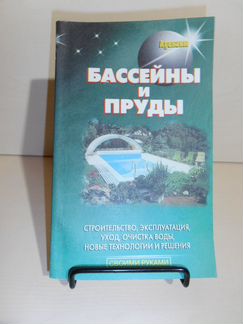 БАССЕЙНЫ
И
ПРУДЫ
СТРОИТЕЛЬСТВО, ЭКСПЛУАТАЦИЯ,
УХОД, ОЧИСТКА ВОДЫ,
НОВЫЕ ТЕХНОЛОГИИ И РЕШЕНИЯ
СВОИМИ РУКАМИ